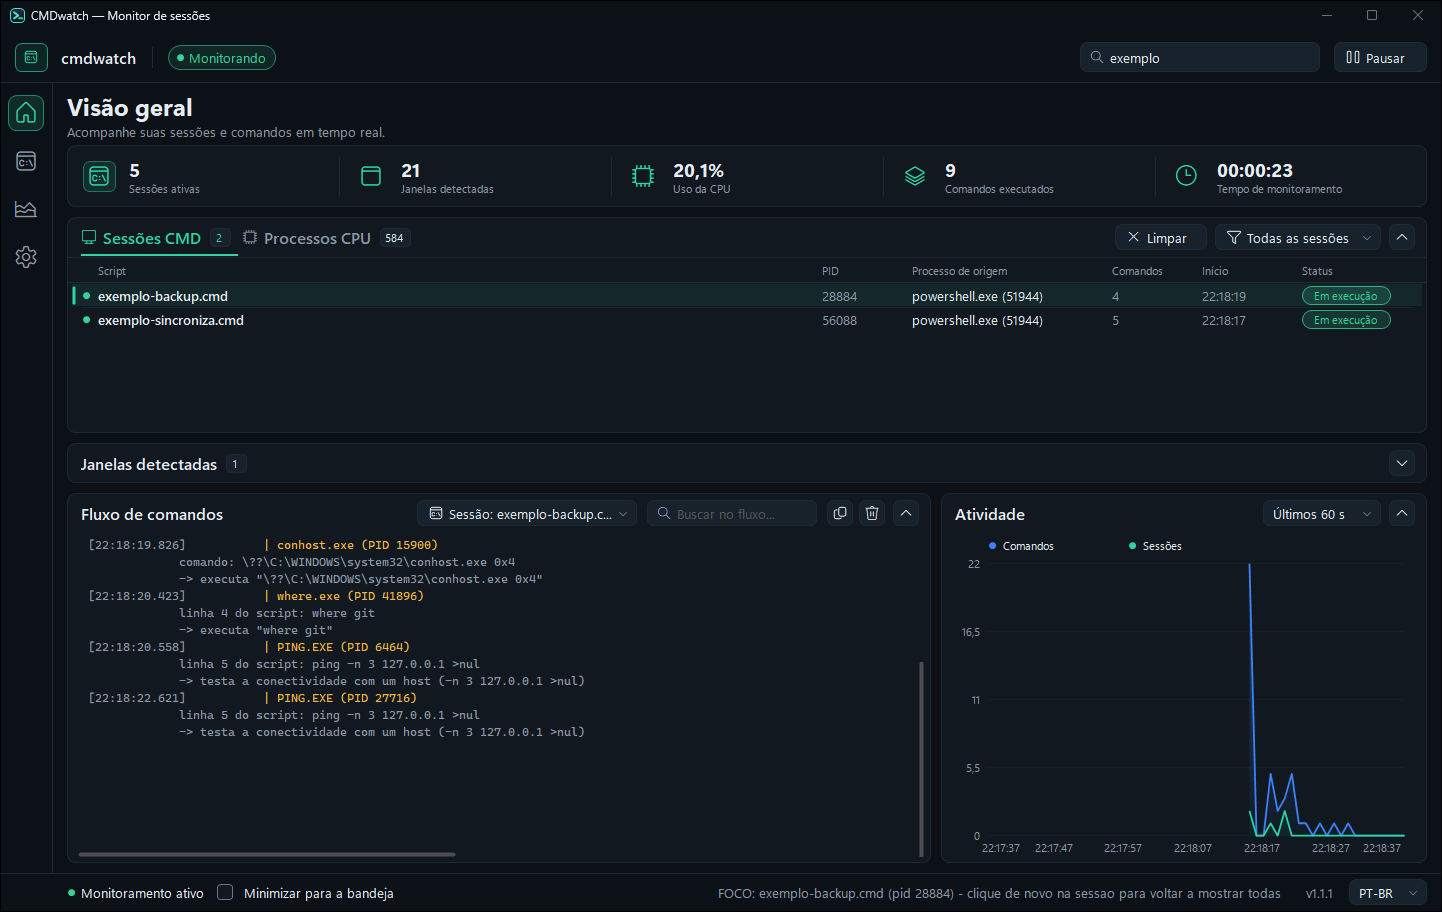 CMDwatch — Monitor de sessões
cmdwatch
Monitorando
exemplo
Pausar
Visão geral
Acompanhe suas sessões e comandos em tempo real.
5
Sessões ativas
21
Janelas detectadas
20,1%
Uso da CPU
9
Comandos executados
00:00:23
Tempo de monitoramento
Sessões CMD 2 Processos CPU 584
Limpar
Todas as sessões
Script PID Processo de origem Comandos Início Status
exemplo-backup.cmd 28884 powershell.exe (51944) 4 22:18:19 Em execução
exemplo-sincroniza.cmd 56088 powershell.exe (51944) 5 22:18:17 Em execução
Janelas detectadas 1
Fluxo de comandos
Sessão: exemplo-backup.c...
Buscar no fluxo...
[22:18:19.826] | conhost.exe (PID 15900)
comando: \??\C:\WINDOWS\system32\conhost.exe 0x4
-> executa "\??\C:\WINDOWS\system32\conhost.exe 0x4"
[22:18:20.423] | where.exe (PID 41896)
linha 4 do script: where git
-> executa "where git"
[22:18:20.558] | PING.EXE (PID 6464)
linha 5 do script: ping -n 3 127.0.0.1 >nul
-> testa a conectividade com um host (-n 3 127.0.0.1 >nul)
[22:18:22.621] | PING.EXE (PID 27716)
linha 5 do script: ping -n 3 127.0.0.1 >nul
-> testa a conectividade com um host (-n 3 127.0.0.1 >nul)
Atividade
Últimos 60 s
Comandos Sessões
22
16,5
11
5,5
0
22:17:37 22:17:47 22:17:57 22:18:07 22:18:17 22:18:27 22:18:37
Monitoramento ativo
Minimizar para a bandeja
FOCO: exemplo-backup.cmd (pid 28884) - clique de novo na sessao para voltar a mostrar todas
v1.1.1
PT-BR